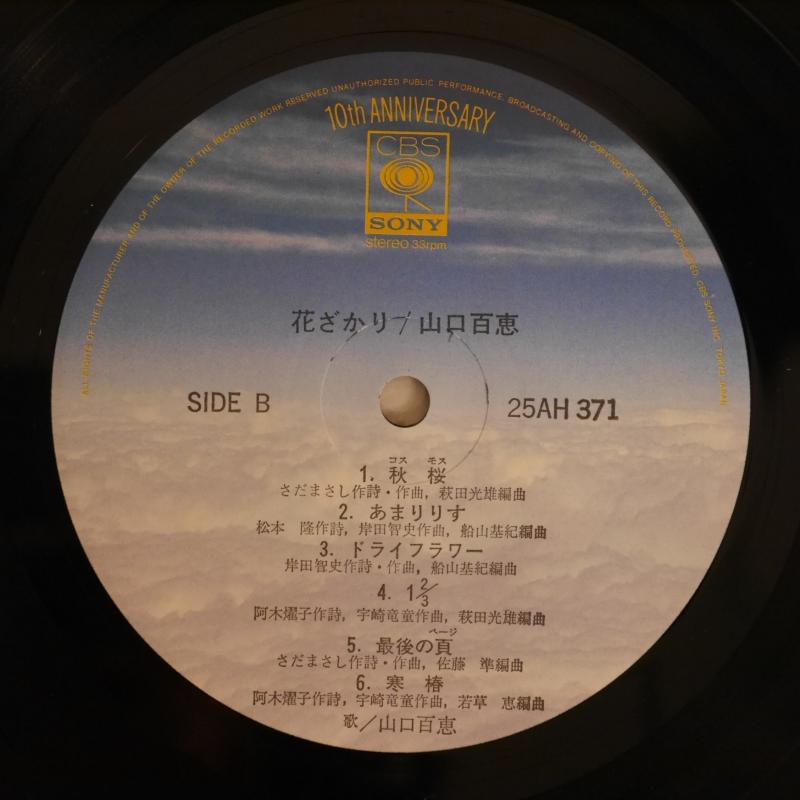 ALL RIGHTS OF THE MANUFACTURER AND OF THE OWNER OF THE RECORDED WORK RESERVED UNAUTHORIZED PUBLIC PERFORMANCE, BROADCASTING AND COPYING OF THIS RECORD PROHIBITED. CBS SONY INC. TOKYO, JAPAN
10th ANNIVERSARY
CBS
SONY
stereo 33rpm
花ざかり/山口百恵
SIDE B
25AH 371
コス モス
1. 秋 桜
さだまさし作詩・作曲, 萩田光雄編曲
2. あまりりす
松本 隆作詩, 岸田智史作曲, 船山基紀編曲
3. ドライフラワー
岸田智史作詩・作曲, 船山基紀編曲
4. 1 2/3
阿木燿子作詩, 宇崎竜童作曲, 萩田光雄編曲
ページ
5. 最後の頁
さだまさし作詩・作曲, 佐藤 準編曲
6. 寒 椿
阿木燿子作詩, 宇崎竜童作曲, 若草 恵編曲
歌/山口百恵